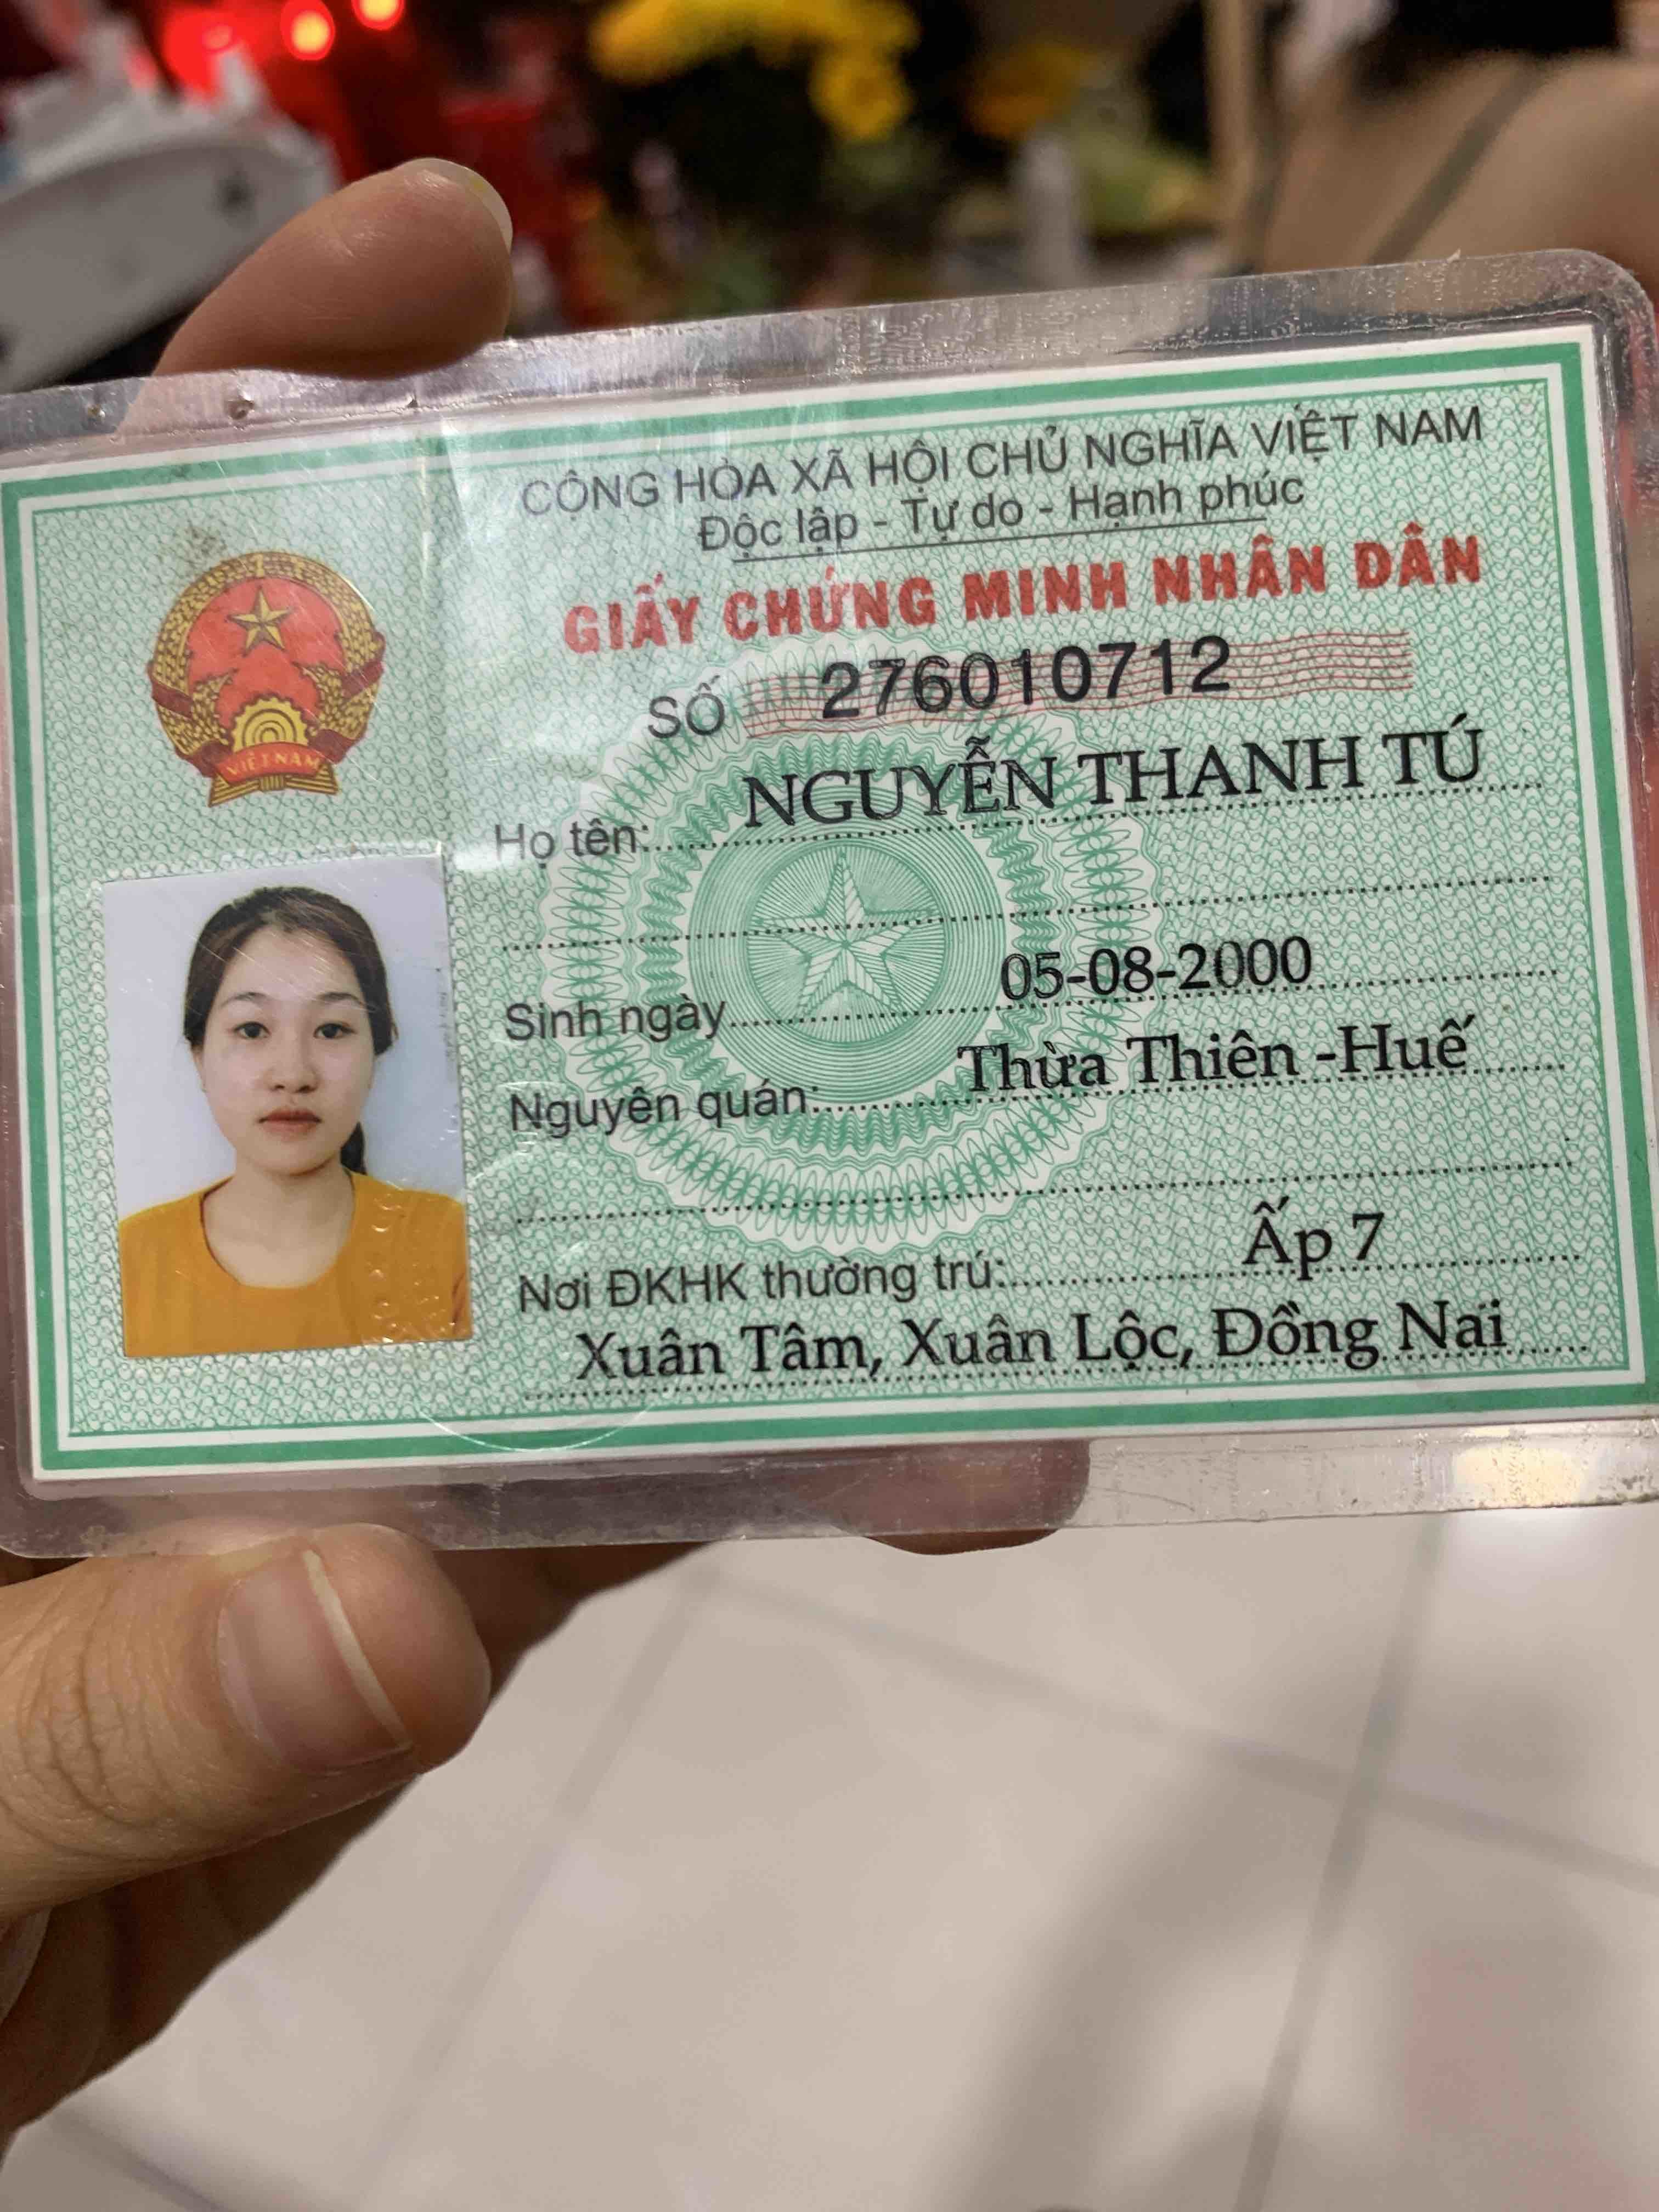 CỘNG HÒA XÃ HỘI CHỦ NGHĨA VIỆT NAM
Độc lập - Tự do - Hạnh phúc
GIẤY CHỨNG MINH NHÂN DÂN
SỐ 276010712
Họ tên: NGUYỄN THANH TÚ
Sinh ngày 05-08-2000
Nguyên quán: Thừa Thiên -Huế
Nơi ĐKHK thường trú: Ấp 7
Xuân Tâm, Xuân Lộc, Đồng Nai
VIỆT NAM